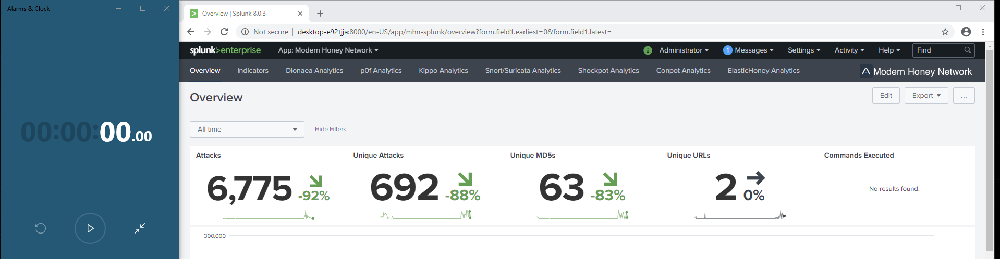 Alarms & Clock
00:00:00.00
Overview | Splunk 8.0.3
Not secure
desktop-e92tjja:8000/en-US/app/mhn-splunk/overview?form.field1.earliest=0&form.field1.latest=
splunk>enterprise
App: Modern Honey Network
i
Administrator
1
Messages
Settings
Activity
Help
Find
Overview
Indicators
Dionaea Analytics
p0f Analytics
Kippo Analytics
Snort/Suricata Analytics
Shockpot Analytics
Conpot Analytics
ElasticHoney Analytics
Modern Honey Network
Overview
Edit
Export
...
All time
Hide Filters
Attacks
6,775
-92%
Unique Attacks
692
-88%
Unique MD5s
63
-83%
Unique URLs
2
0%
Commands Executed
No results found.
300,000